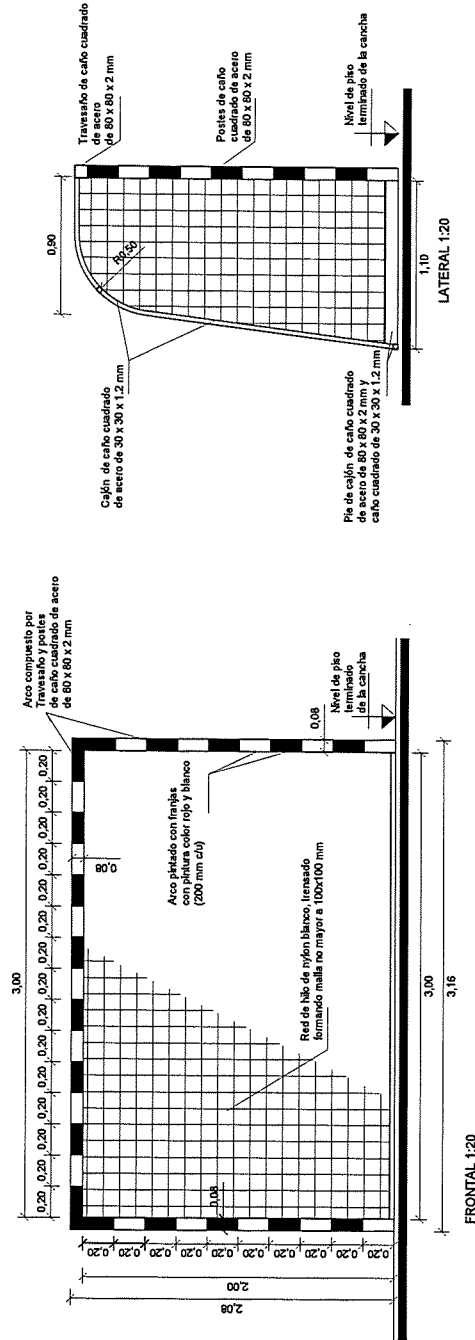 Arco compuesto por
Travesaño y postes
de caño cuadrado de acero
de 80 x 80 x 2 mm
3,00
0,20 0,20 0,20 0,20 0,20 0,20 0,20 0,20 0,20 0,20 0,20 0,20 0,20 0,20 0,20
0,08
Arco pintado con franjas
con pintura color rojo y blanco
(200 mm c/u)
0,08
Nivel de piso
terminado
de la cancha
Red de hilo de nylon blanco, trensado
formando malla no mayor a 100x100 mm
0,08
0,20
0,20
0,20
0,20
0,20
0,20
0,20
0,20
0,20
0,20
2,00
2,08
3,00
3,16
FRONTAL 1:20
Travesaño de caño cuadrado
de acero
de 80 x 80 x 2 mm
0,90
R0,50
Cajón de caño cuadrado
de acero de 30 x 30 x 1.2 mm
Postes de caño
cuadrado de acero
de 80 x 80 x 2 mm
Nivel de piso
terminado de la cancha
Pie de cajón de caño cuadrado
de acero de 80 x 80 x 2 mm y
caño cuadrado de 30 x 30 x 1.2 mm
1,10
LATERAL 1:20